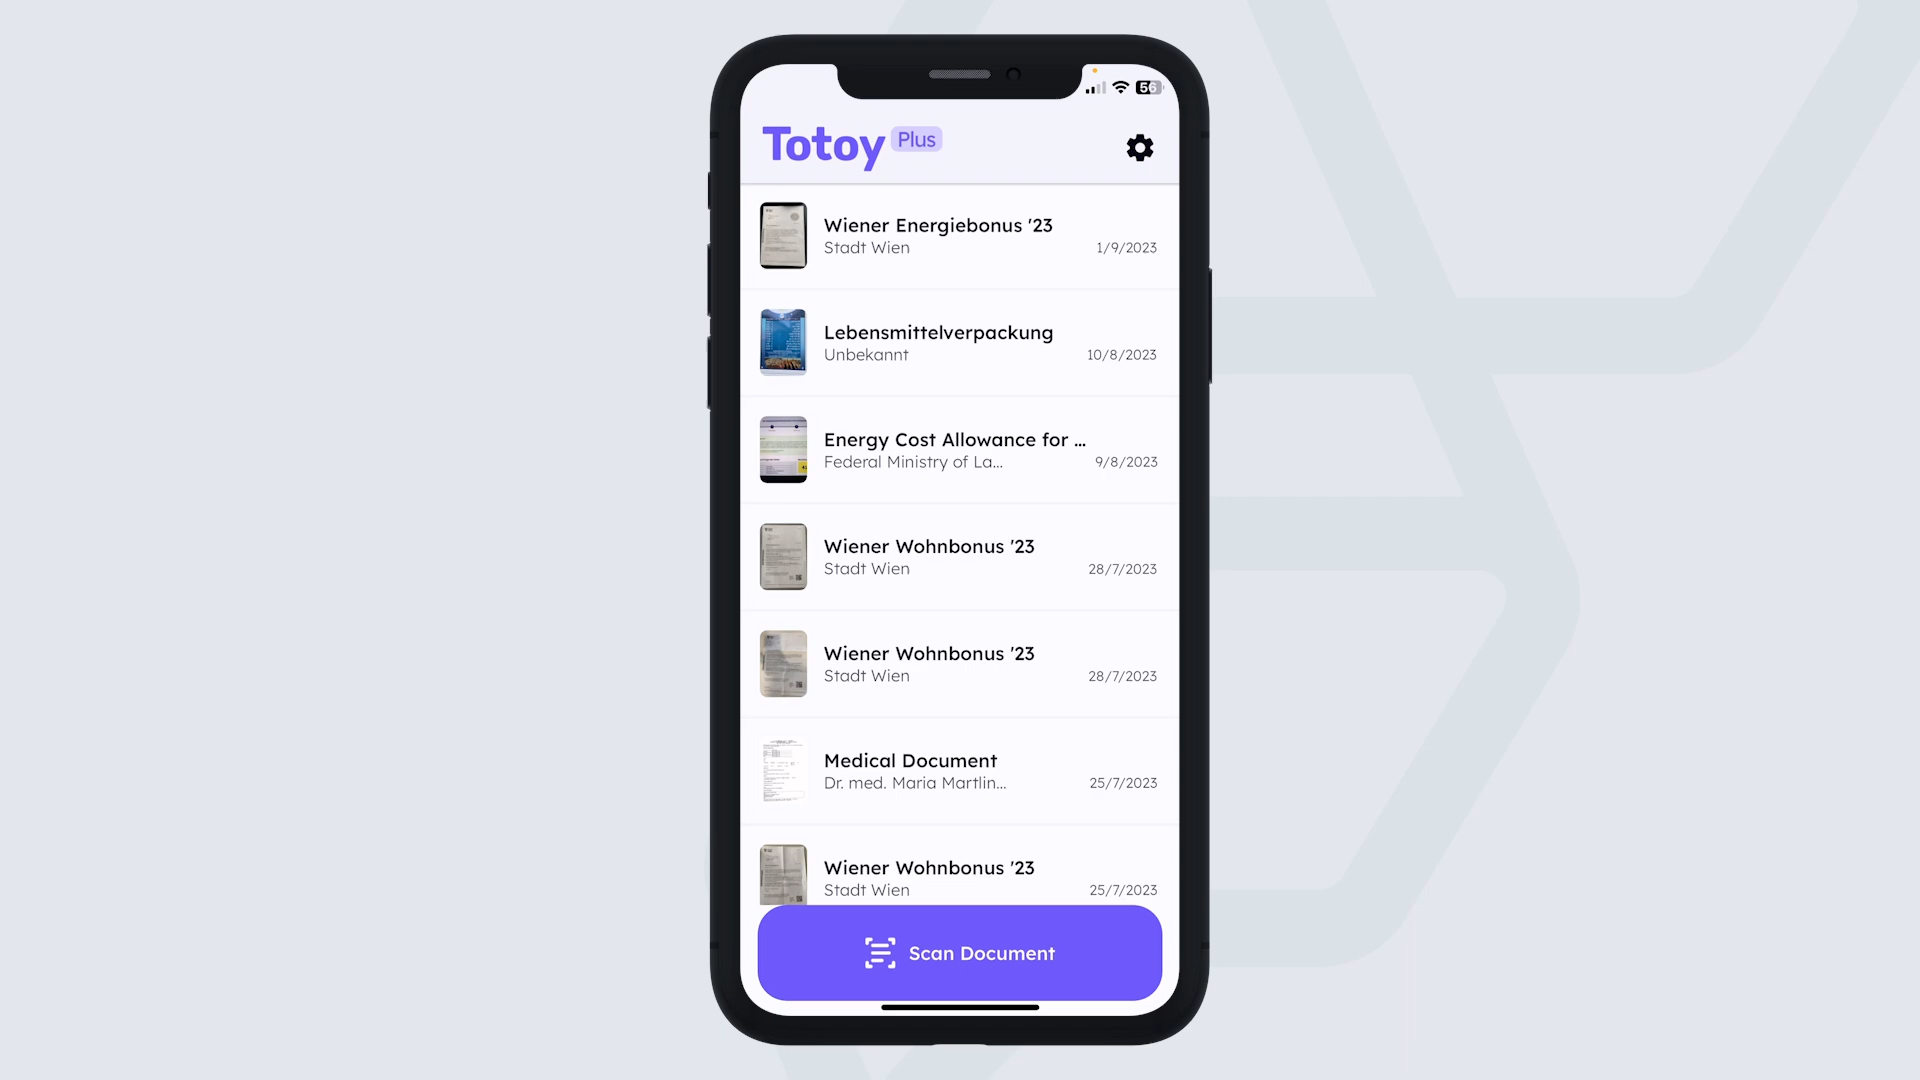 56
Totoy Plus
Wiener Energiebonus '23
Stadt Wien 1/9/2023
Lebensmittelverpackung
Unbekannt 10/8/2023
Energy Cost Allowance for ...
Federal Ministry of La... 9/8/2023
Wiener Wohnbonus '23
Stadt Wien 28/7/2023
Wiener Wohnbonus '23
Stadt Wien 28/7/2023
Medical Document
Dr. med. Maria Martlin... 25/7/2023
Wiener Wohnbonus '23
Stadt Wien 25/7/2023
Scan Document